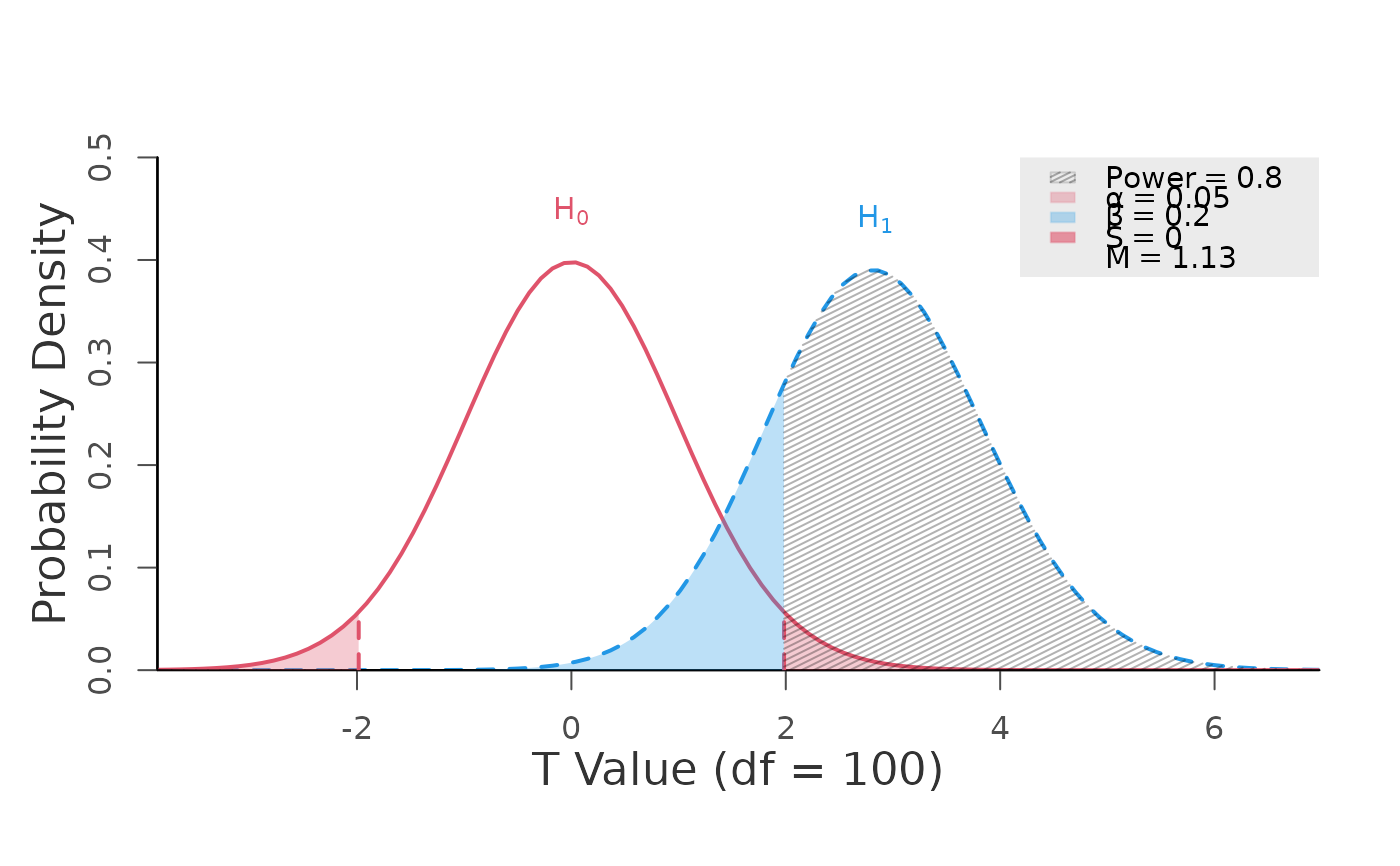 H0
H1
Power = 0.8
α = 0.05
β = 0.2
S = 0
M = 1.13
Probability Density
0.5
0.4
0.3
0.2
0.1
0.0
-2 0 2 4 6
T Value (df = 100)